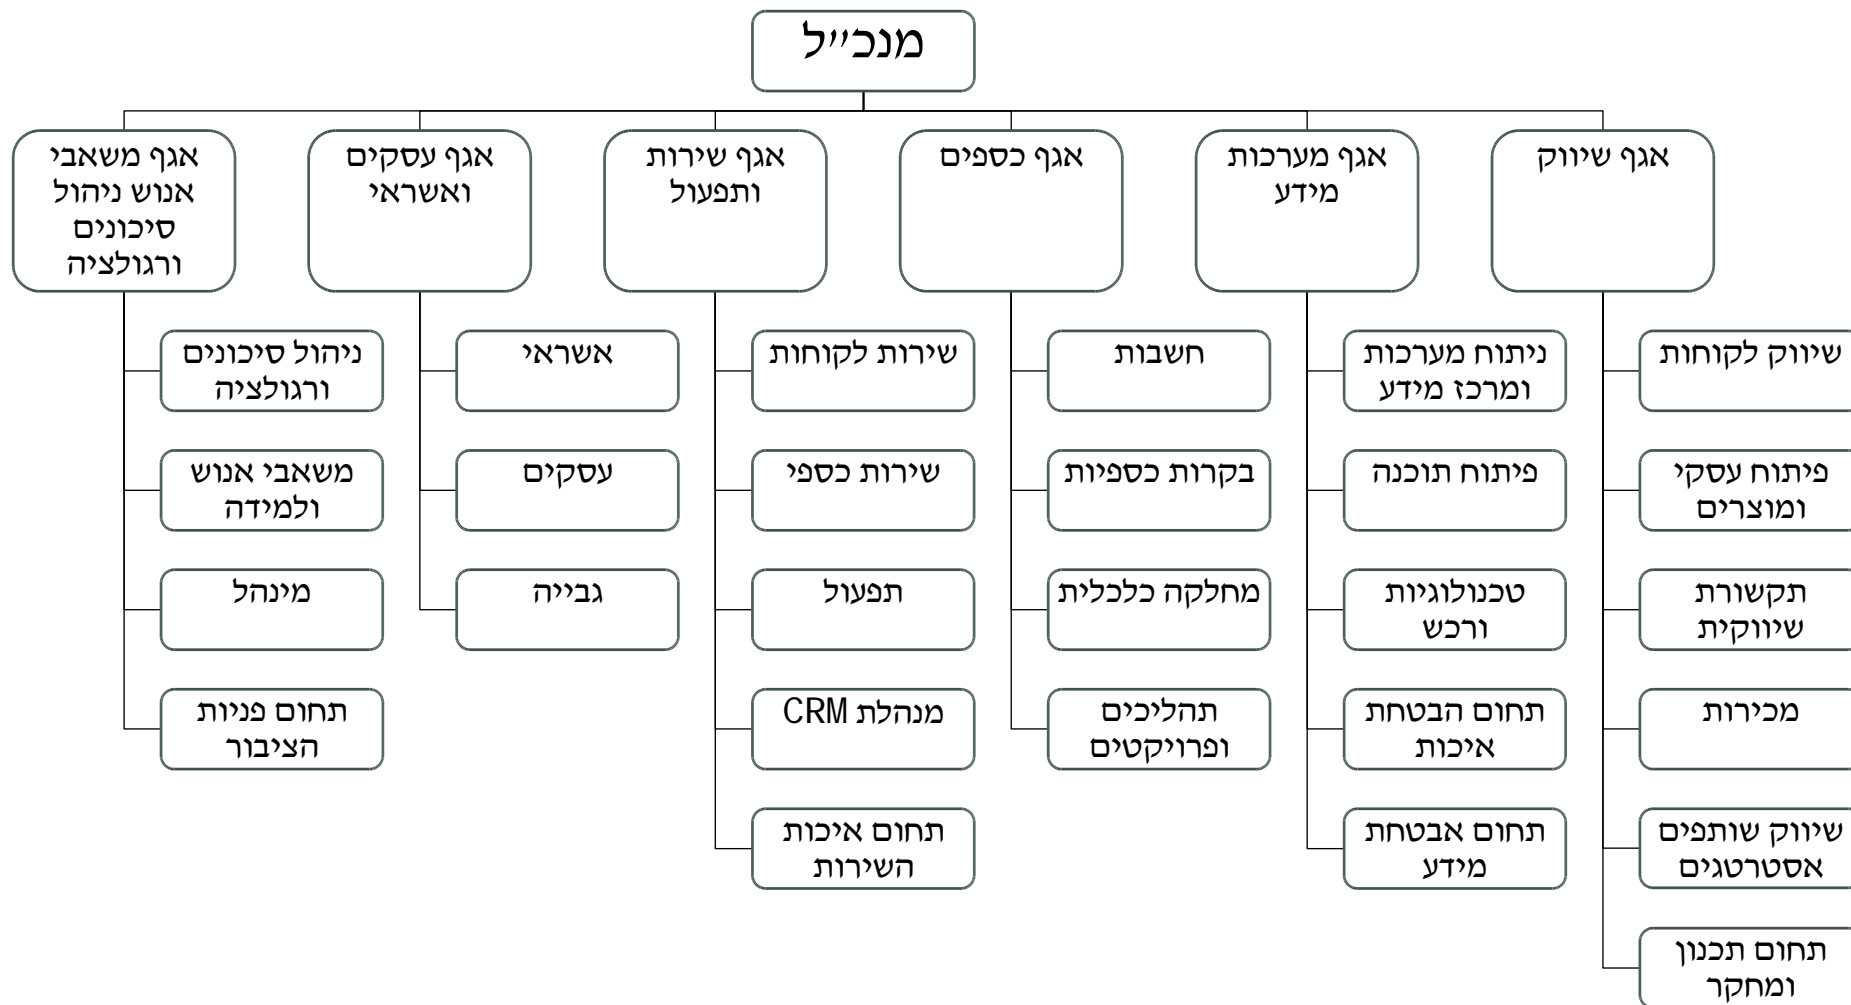 מנכ״ל
אגף שיווק
אגף מערכות
מידע
אגף כספים
אגף שירות
ותפעול
אגף עסקים
ואשראי
אגף משאבי
אנוש ניהול
סיכונים
ורגולציה
שיווק לקוחות
פיתוח עסקי
ומוצרים
תקשורת
שיווקית
מכירות
שיווק שותפים
אסטרטגים
תחום תכנון
ומחקר
ניתוח מערכות
ומרכז מידע
פיתוח תוכנה
טכנולוגיות
ורכש
תחום הבטחת
איכות
תחום אבטחת
מידע
חשבות
בקרות כספיות
מחלקה כלכלית
תהליכים
ופרויקטים
שירות לקוחות
שירות כספי
תפעול
מנהלת CRM
תחום איכות
השירות
אשראי
עסקים
גבייה
ניהול סיכונים
ורגולציה
משאבי אנוש
ולמידה
מינהל
תחום פניות
הציבור